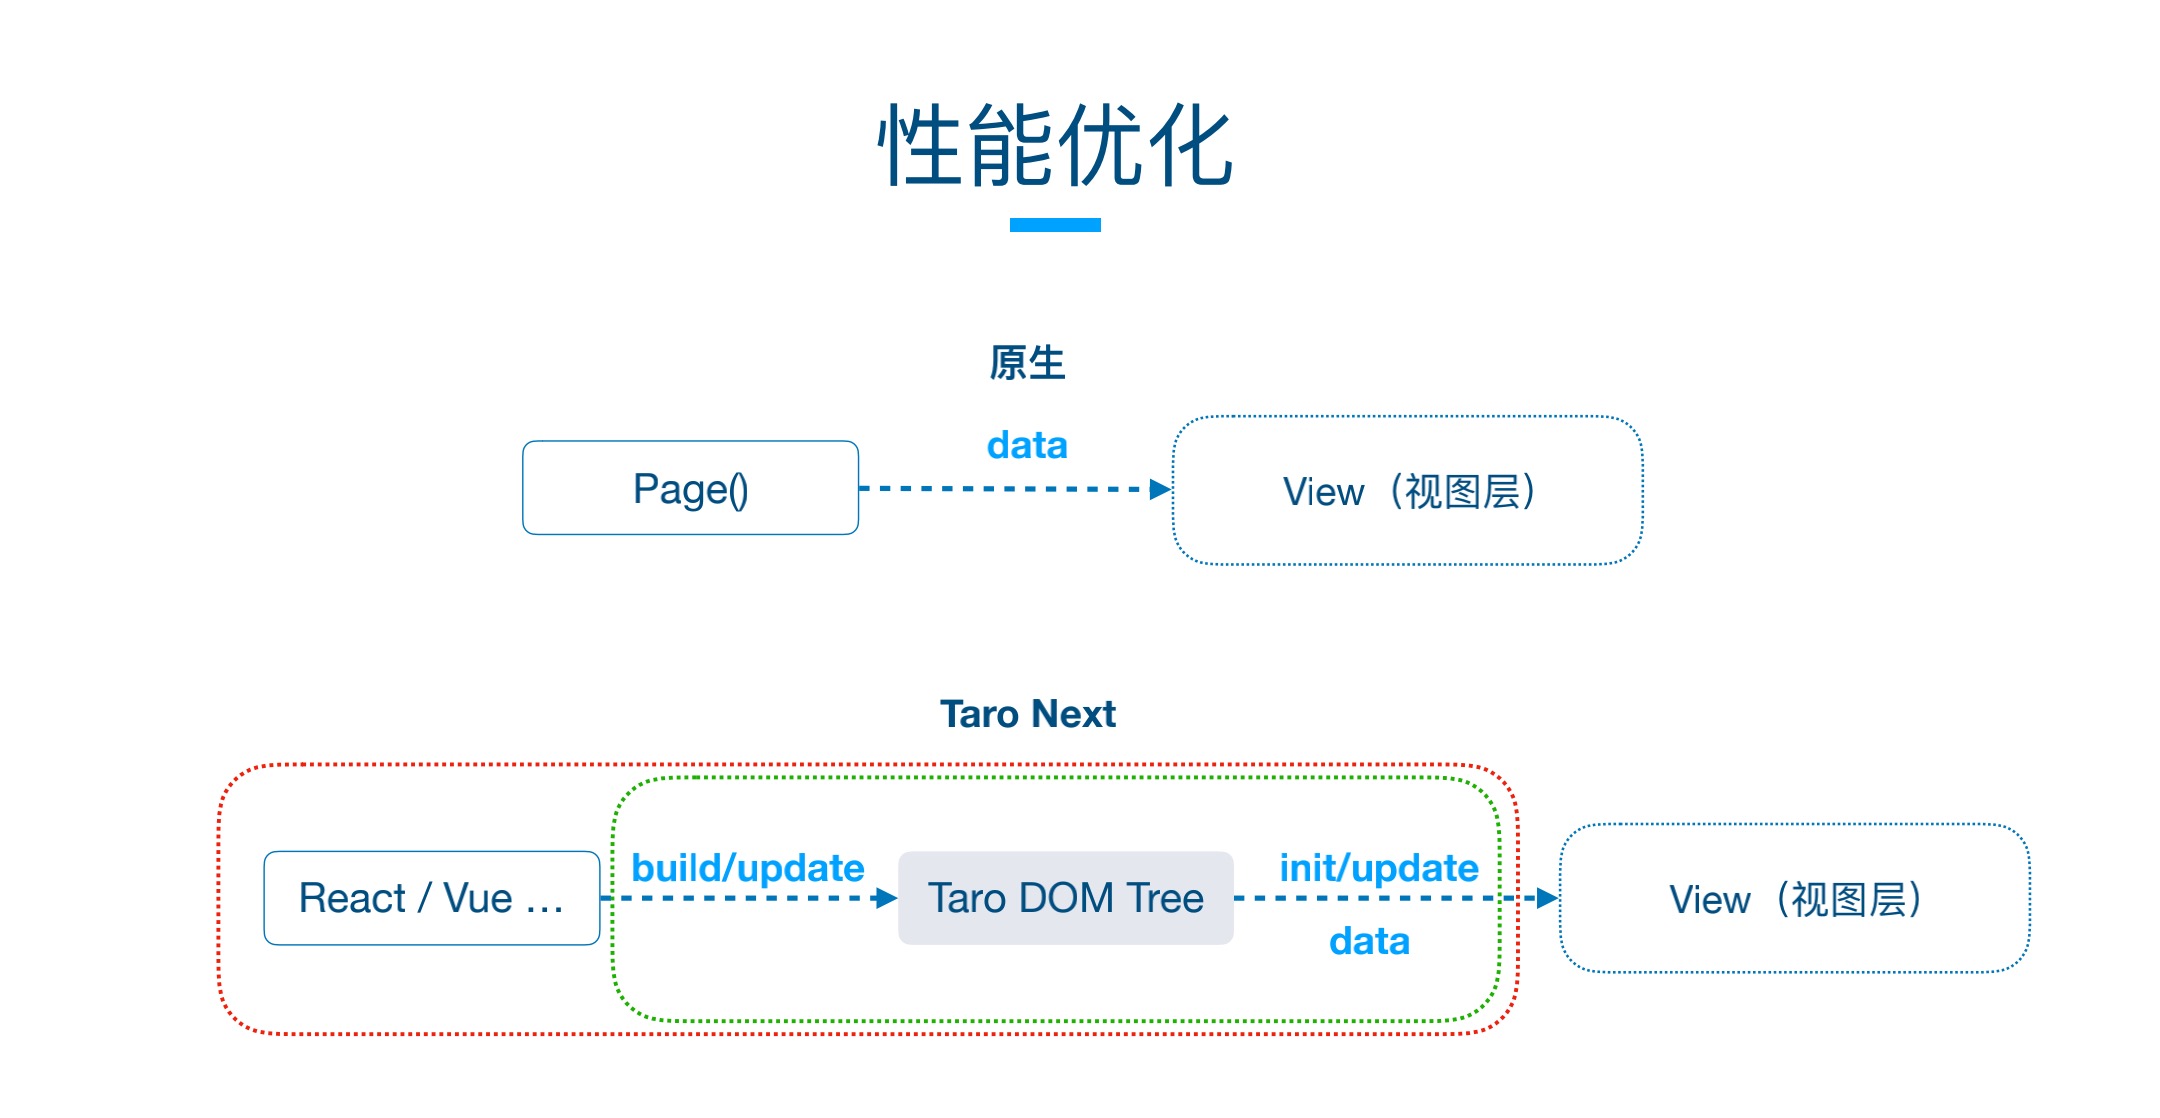 性能优化
原生
data
Page()
View（视图层）
Taro Next
build/update
init/update
React / Vue ...
Taro DOM Tree
View（视图层）
data